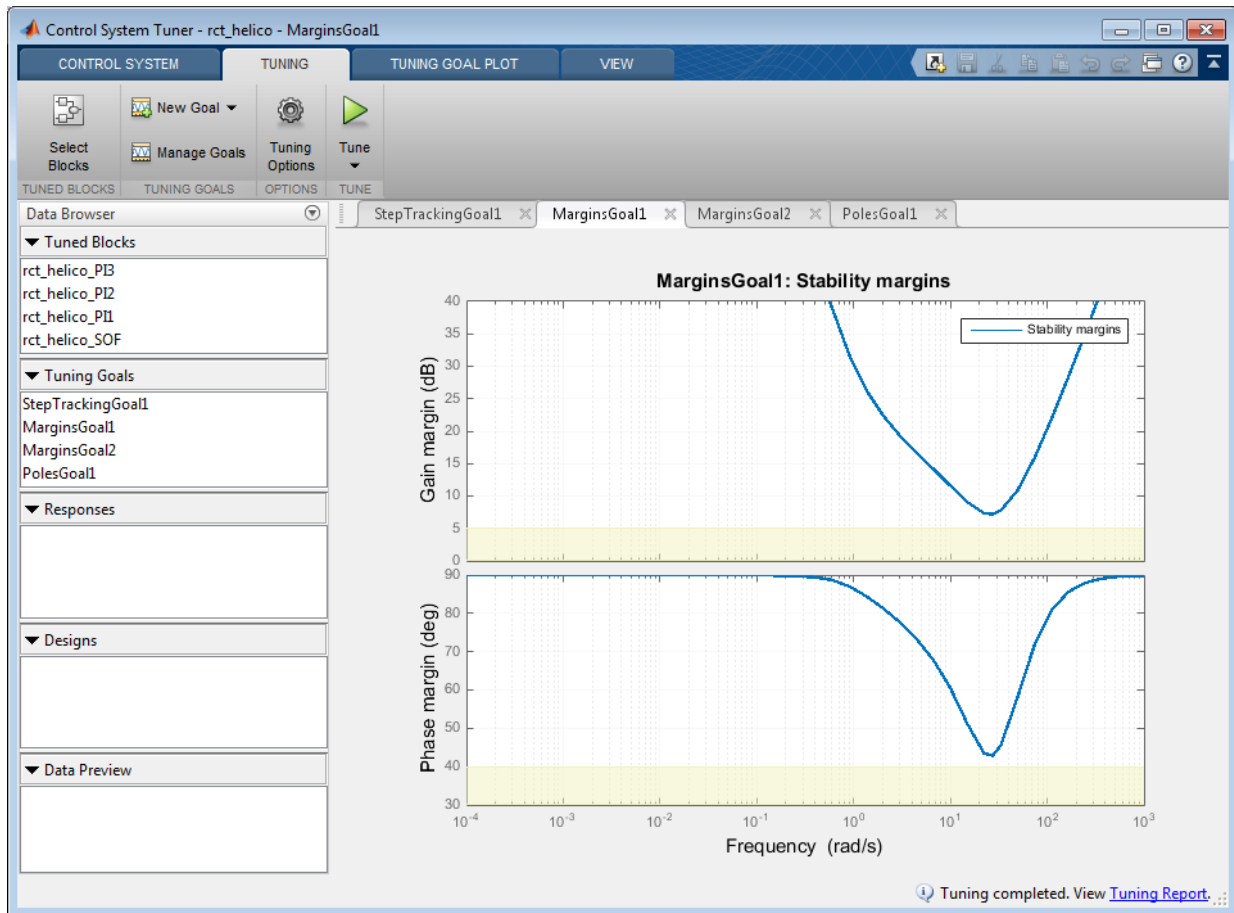 Control System Tuner - rct_helico - MarginsGoal1
CONTROL SYSTEM TUNING TUNING GOAL PLOT VIEW
Select Blocks
New Goal
Manage Goals
Tuning Options
Tune
TUNED BLOCKS TUNING GOALS OPTIONS TUNE
Data Browser
Tuned Blocks
rct_helico_PI3
rct_helico_PI2
rct_helico_PI1
rct_helico_SOF
Tuning Goals
StepTrackingGoal1
MarginsGoal1
MarginsGoal2
PolesGoal1
Responses
Designs
Data Preview
StepTrackingGoal1 MarginsGoal1 MarginsGoal2 PolesGoal1
MarginsGoal1: Stability margins
Stability margins
Gain margin (dB)
40
35
30
25
20
15
10
5
0
Phase margin (deg)
90
80
70
60
50
40
30
10^-4 10^-3 10^-2 10^-1 10^0 10^1 10^2 10^3
Frequency (rad/s)
Tuning completed. View Tuning Report.